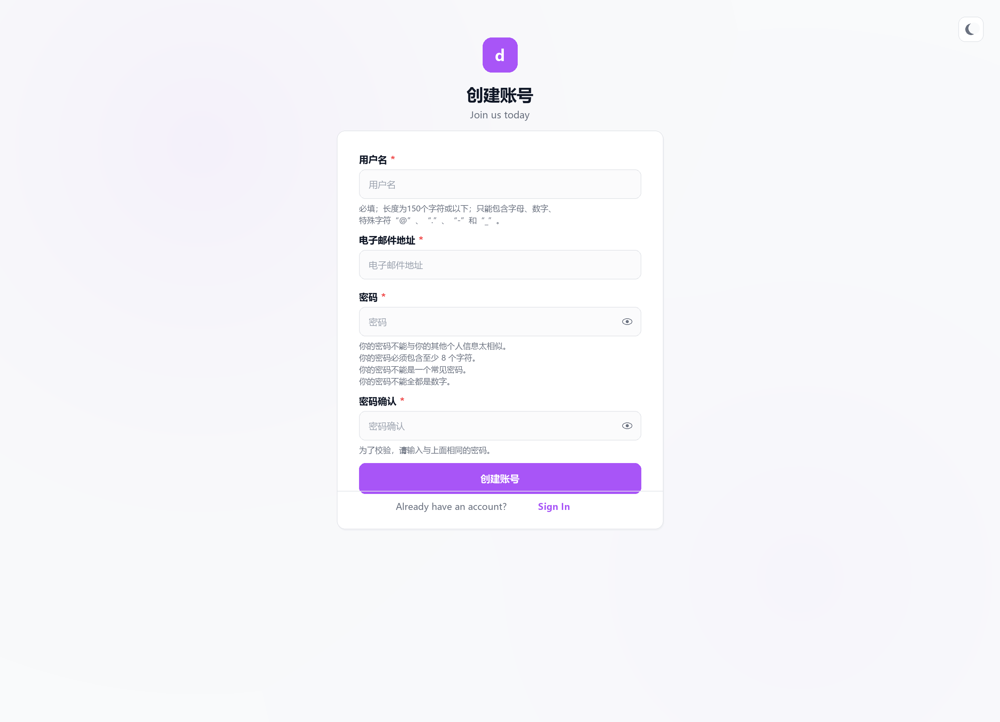 d
创建账号
Join us today
用户名 *
用户名
必填；长度为150个字符或以下；只能包含字母、数字、
特殊字符“@”、“.”、“-”和“_”。
电子邮件地址 *
电子邮件地址
密码 *
密码
你的密码不能与你的其他个人信息太相似。
你的密码必须包含至少 8 个字符。
你的密码不能是一个常见密码。
你的密码不能全都是数字。
密码确认 *
密码确认
为了校验，请输入与上面相同的密码。
创建账号
Already have an account? Sign In